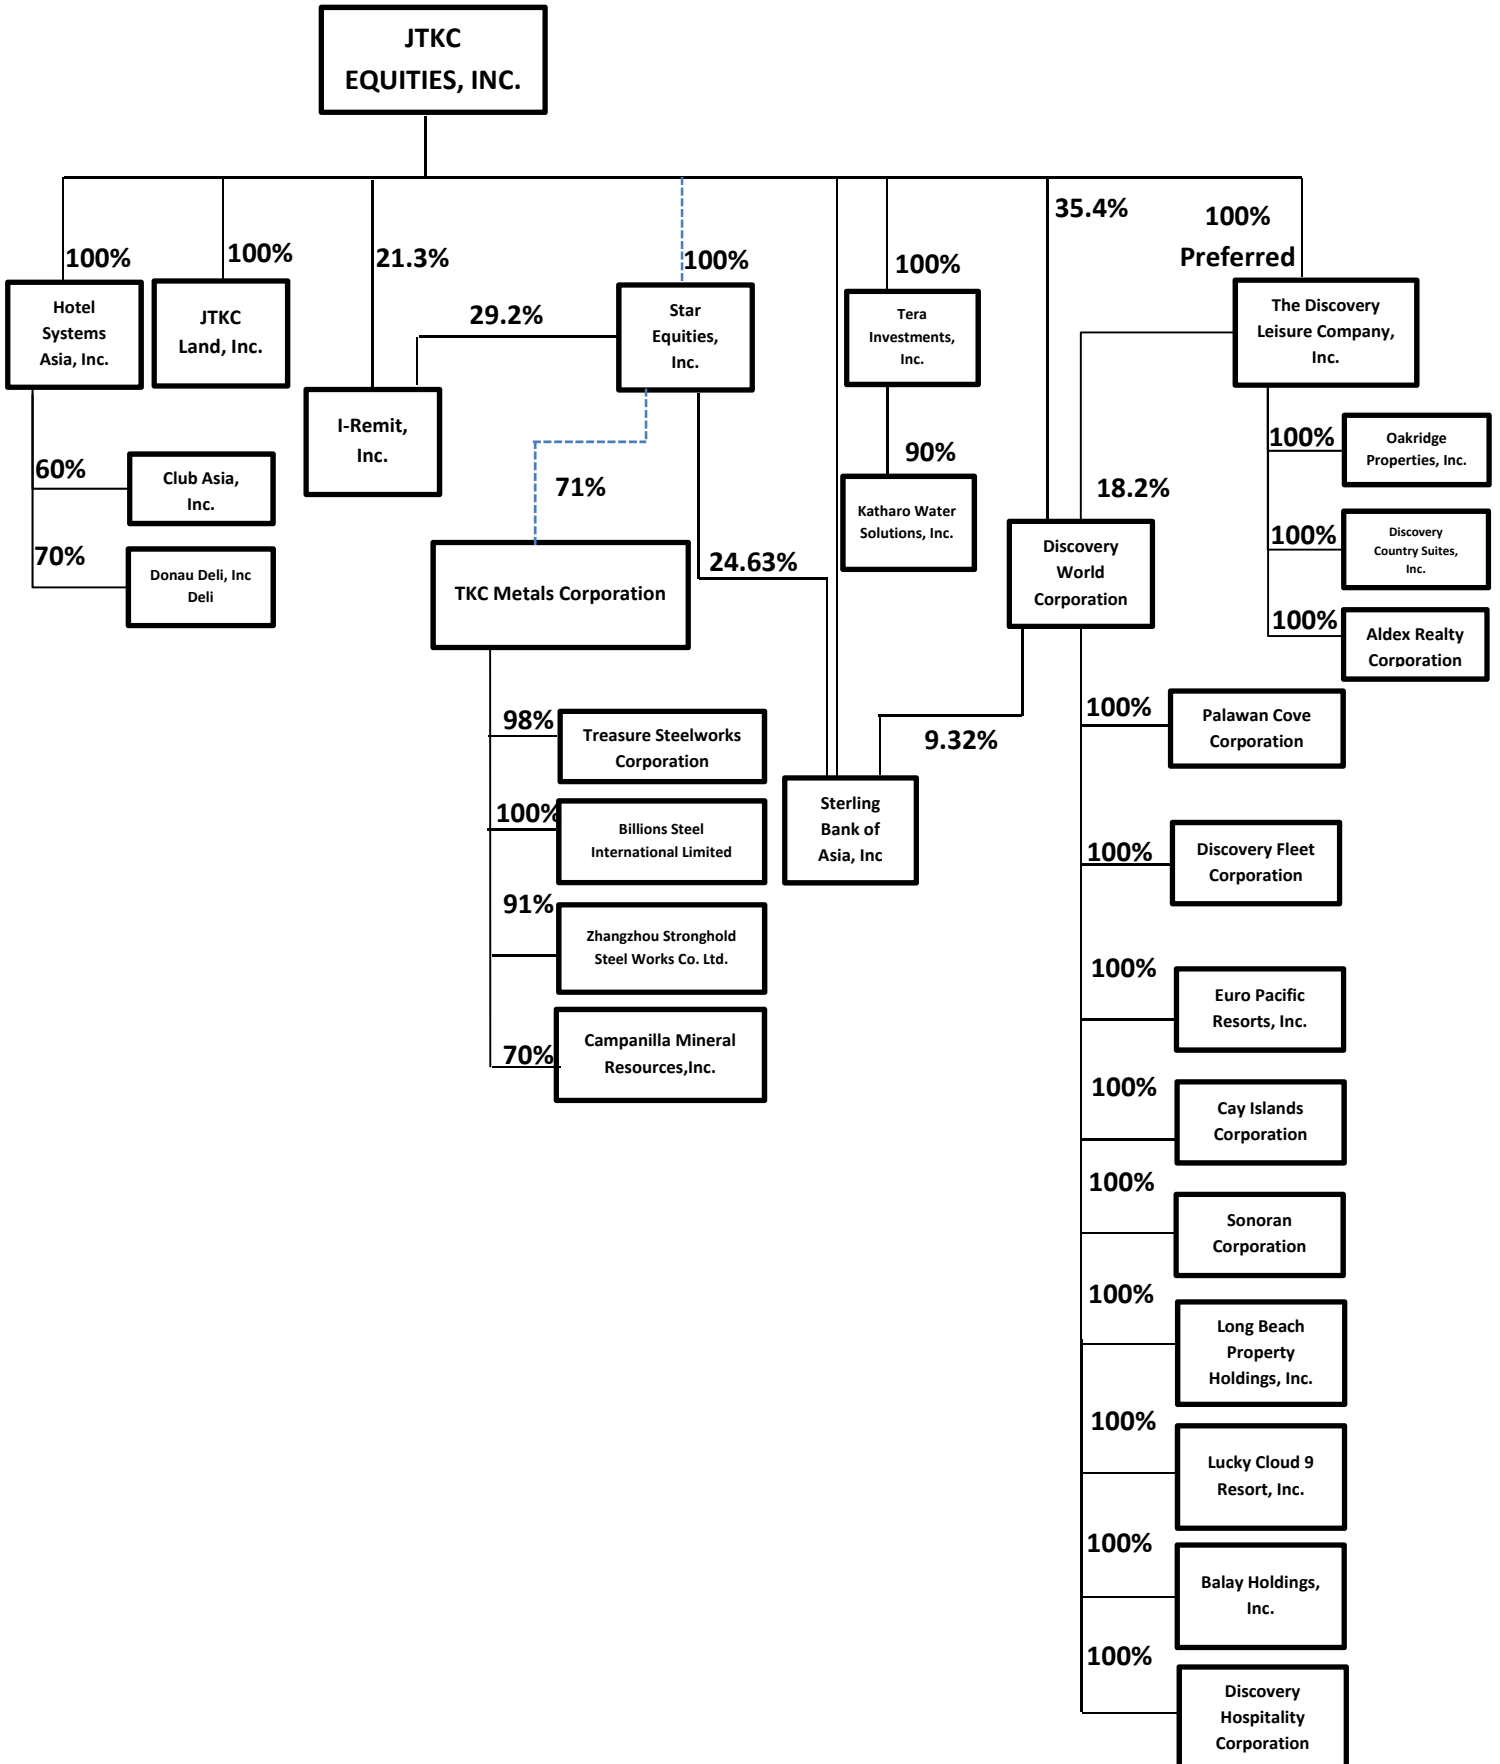 JTKC
EQUITIES, INC.
35.4%
100%
Preferred
100%
100%
21.3%
100%
100%
Hotel
Systems
Asia, Inc.
JTKC
Land, Inc.
29.2%
Star
Equities,
Inc.
Tera
Investments,
Inc.
The Discovery
Leisure Company,
Inc.
I-Remit,
Inc.
60%
Club Asia,
Inc.
71%
90%
18.2%
100%
Oakridge
Properties, Inc.
70%
Donau Deli, Inc
Deli
TKC Metals Corporation
24.63%
Katharo Water
Solutions, Inc.
Discovery
World
Corporation
100%
Discovery
Country Suites,
Inc.
100%
Aldex Realty
Corporation
98%
Treasure Steelworks
Corporation
9.32%
100%
Palawan Cove
Corporation
100%
Billions Steel
International Limited
Sterling
Bank of
Asia, Inc
100%
Discovery Fleet
Corporation
91%
Zhangzhou Stronghold
Steel Works Co. Ltd.
100%
Euro Pacific
Resorts, Inc.
70%
Campanilla Mineral
Resources,Inc.
100%
Cay Islands
Corporation
100%
Sonoran
Corporation
100%
Long Beach
Property
Holdings, Inc.
100%
Lucky Cloud 9
Resort, Inc.
100%
Balay Holdings,
Inc.
100%
Discovery
Hospitality
Corporation